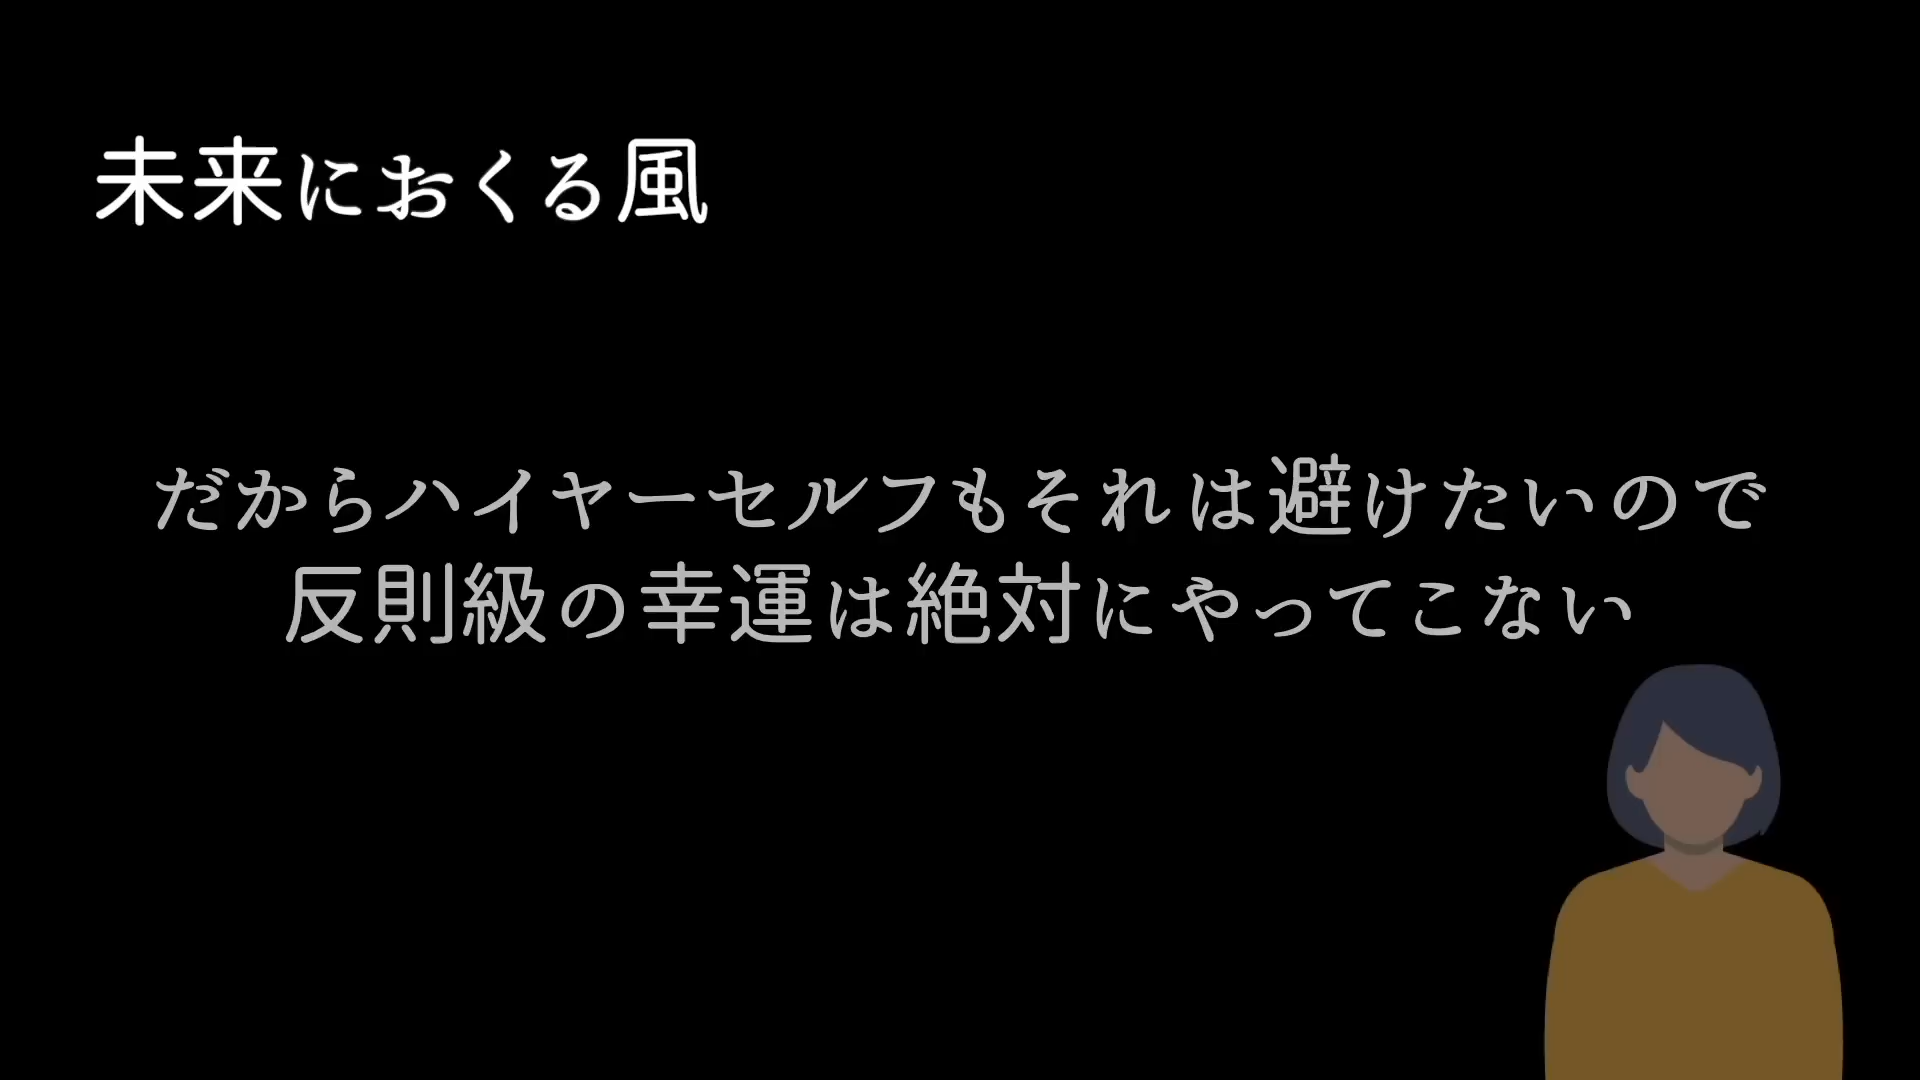 未来におくる風
だからハイヤーセルフもそれは避けたいので
反則級の幸運は絶対にやってこない